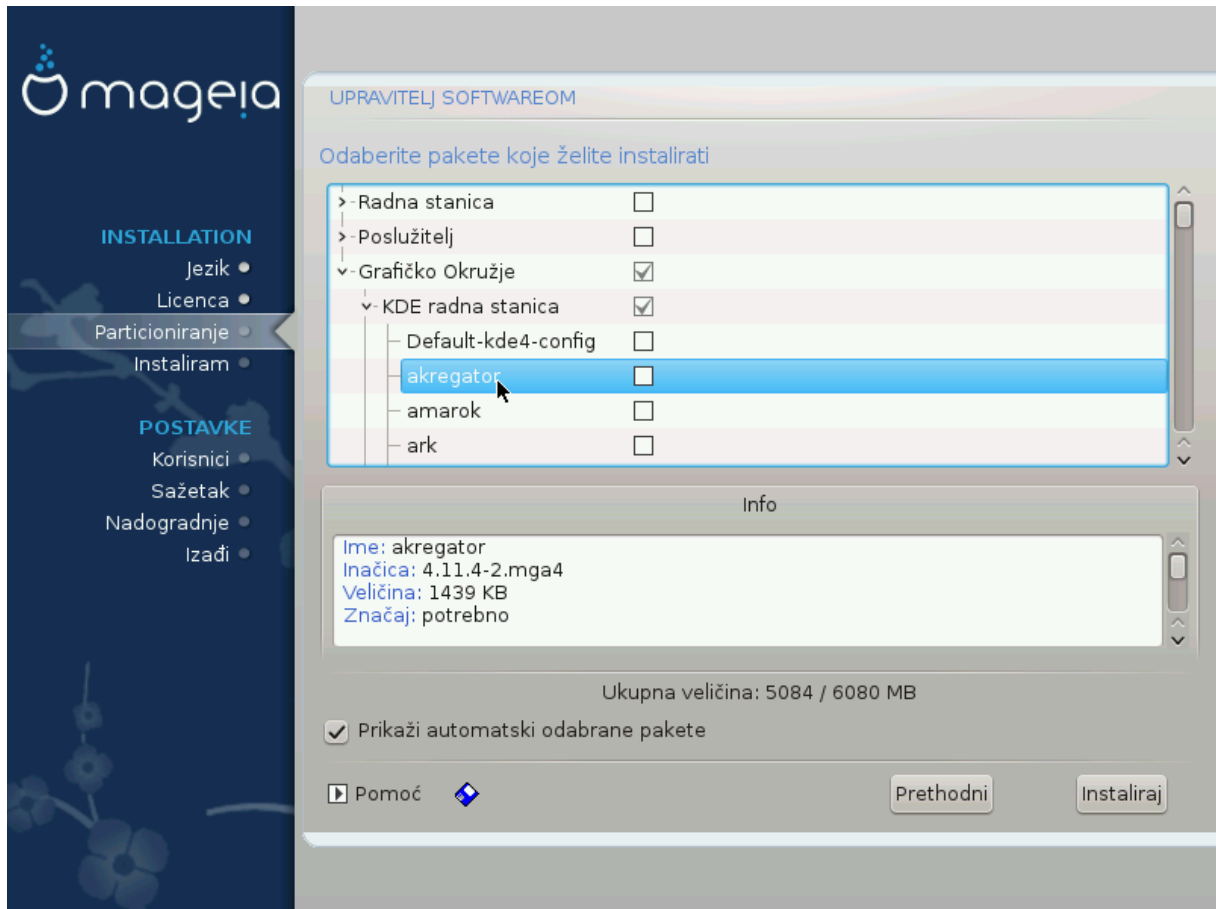 mageia
INSTALLATION
Jezik
Licenca
Particioniranje
Instaliram
POSTAVKE
Korisnici
Sažetak
Nadogradnje
Izađi
UPRAVITELJ SOFTWAREOM
Odaberite pakete koje želite instalirati
Radna stanica
Poslužitelj
Grafičko Okružje
KDE radna stanica
Default-kde4-config
akregator
amarok
ark
Info
Ime: akregator
Inačica: 4.11.4-2.mga4
Veličina: 1439 KB
Značaj: potrebno
Ukupna veličina: 5084 / 6080 MB
Prikaži automatski odabrane pakete
Pomoć
Prethodni
Instaliraj